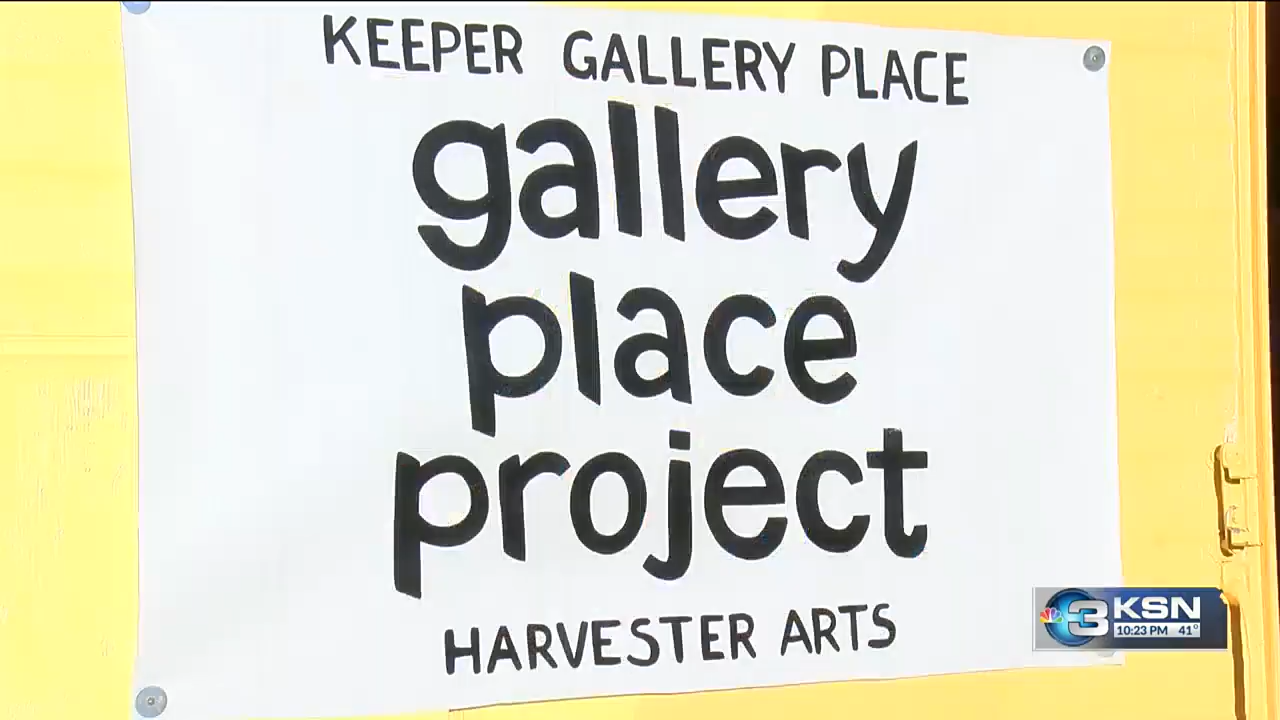 KEEPER GALLERY PLACE
gallery
place
project
HARVESTER ARTS
3 KSN
10:23 PM 41°